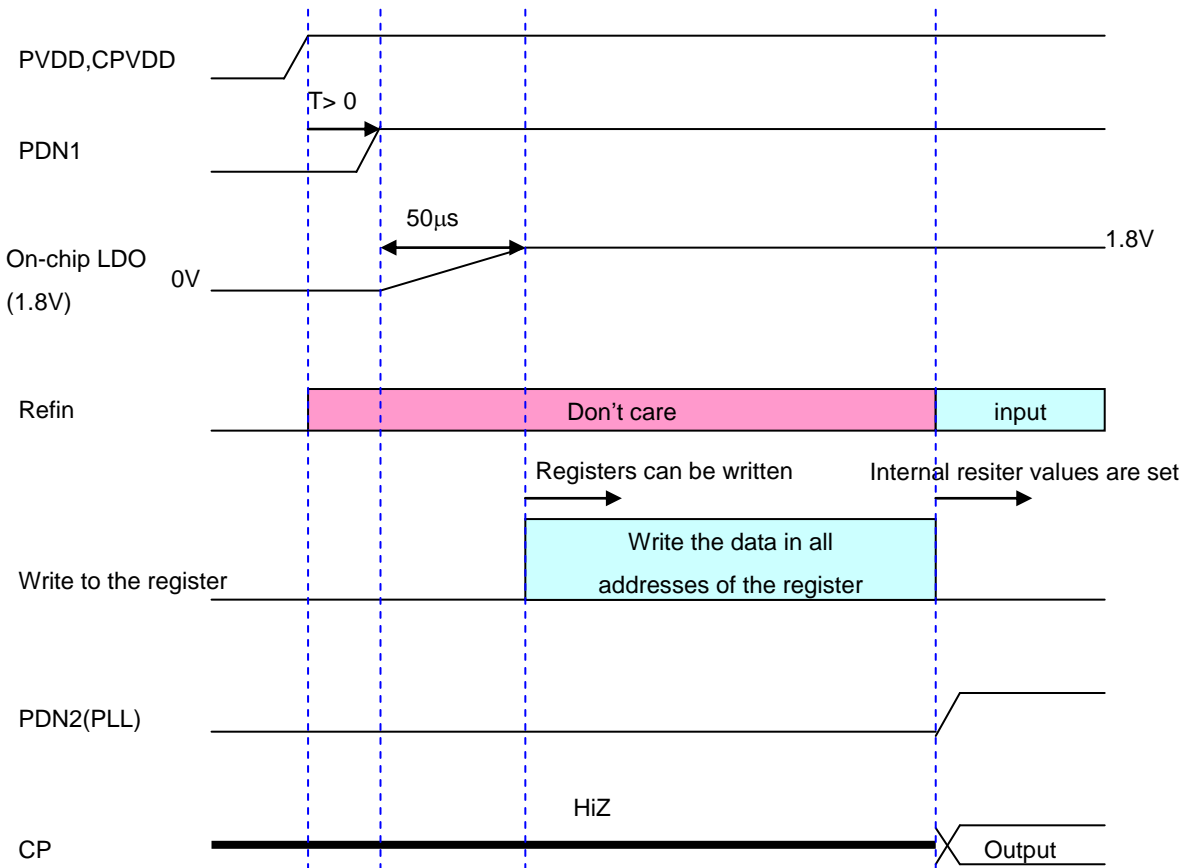 PVDD,CPVDD
T> 0
PDN1
50μs
On-chip LDO
(1.8V)
0V
1.8V
Refin
Don't care
input
Registers can be written
Internal resiter values are set
Write to the register
Write the data in all
addresses of the register
PDN2(PLL)
HiZ
CP
Output